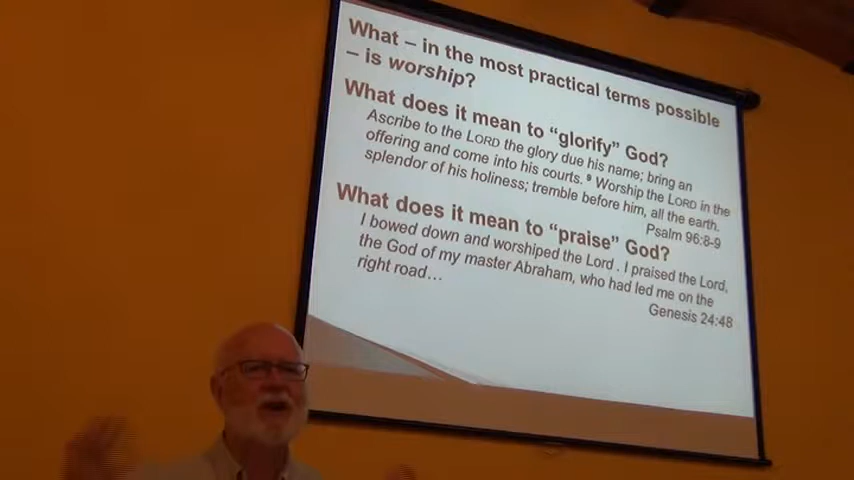 What – in the most practical terms possible
– is worship?
What does it mean to “glorify” God?
Ascribe to the LORD the glory due his name; bring an
offering and come into his courts. ⁹ Worship the LORD in the
splendor of his holiness; tremble before him, all the earth.
Psalm 96:8-9
What does it mean to “praise” God?
I bowed down and worshiped the Lord . I praised the Lord,
the God of my master Abraham, who had led me on the
right road…
Genesis 24:48